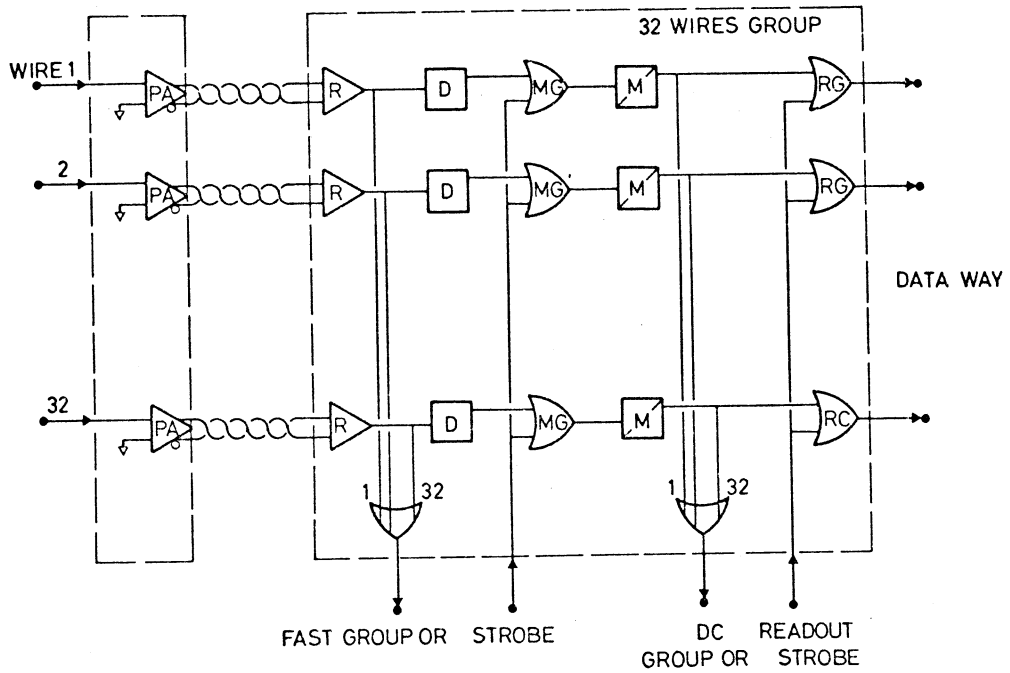 32 WIRES GROUP
WIRE 1
PA
R
D
MG
M
RG
2
PA
R
D
MG
M
RG
DATA WAY
32
PA
R
D
MG
M
RC
1
32
1
32
FAST GROUP OR
STROBE
DC
GROUP OR
READOUT
STROBE